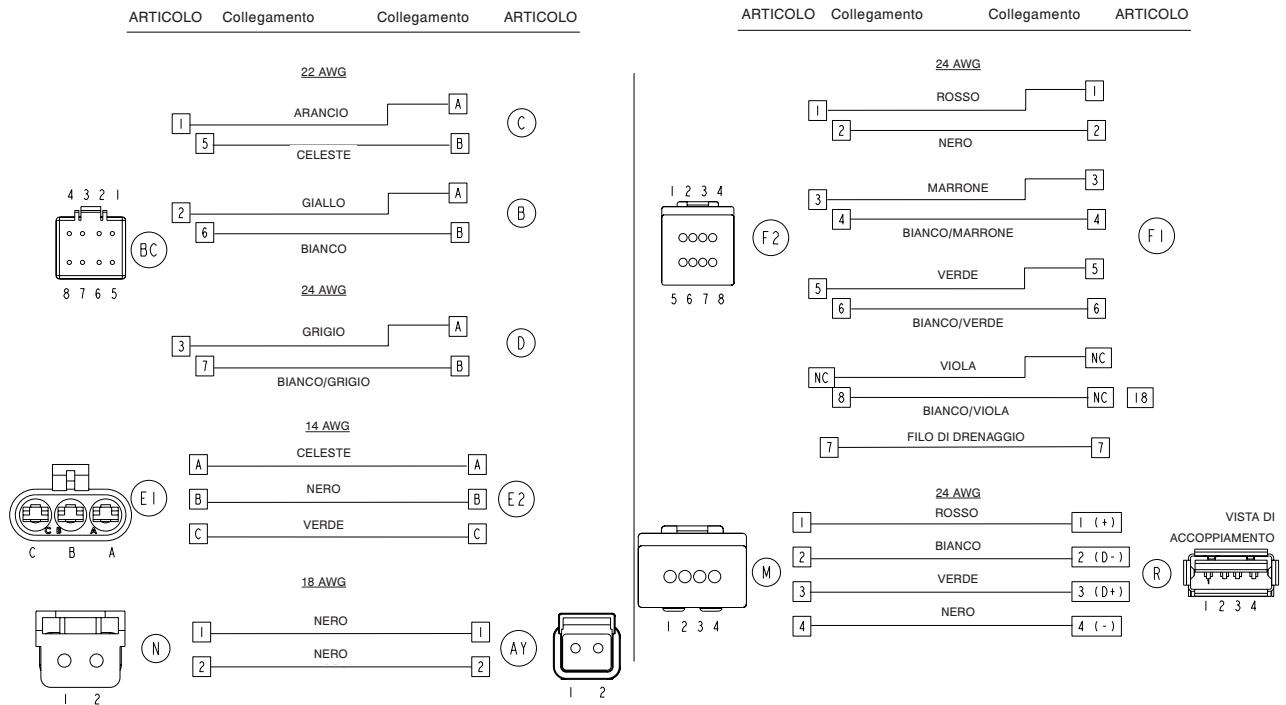 ARTICOLO Collegamento Collegamento ARTICOLO
22 AWG
ARANCIO
1 A
C
5 B
CELESTE
4 3 2 1
GIALLO
2 A
B
6 B
BIANCO
BC
8 7 6 5
24 AWG
GRIGIO
3 A
D
7 B
BIANCO/GRIGIO
14 AWG
CELESTE
A A
NERO
E1 B B E2
VERDE
C C
C B A
C B A
18 AWG
NERO
1 1
N AY
NERO
2 2
1 2
1 2
ARTICOLO Collegamento Collegamento ARTICOLO
24 AWG
ROSSO
1 1
2 2
NERO
1 2 3 4
MARRONE
3 3
4 4
BIANCO/MARRONE
F2 F1
VERDE
5 5
5 6 7 8
6 6
BIANCO/VERDE
VIOLA
NC NC
8 NC 18
BIANCO/VIOLA
FILO DI DRENAGGIO
7 7
24 AWG
ROSSO
1 1 (+)
VISTA DI
ACCOPPIAMENTO
BIANCO
2 2 (D-)
M R
VERDE
3 3 (D+)
1 2 3 4
NERO
4 4 (-)
1 2 3 4